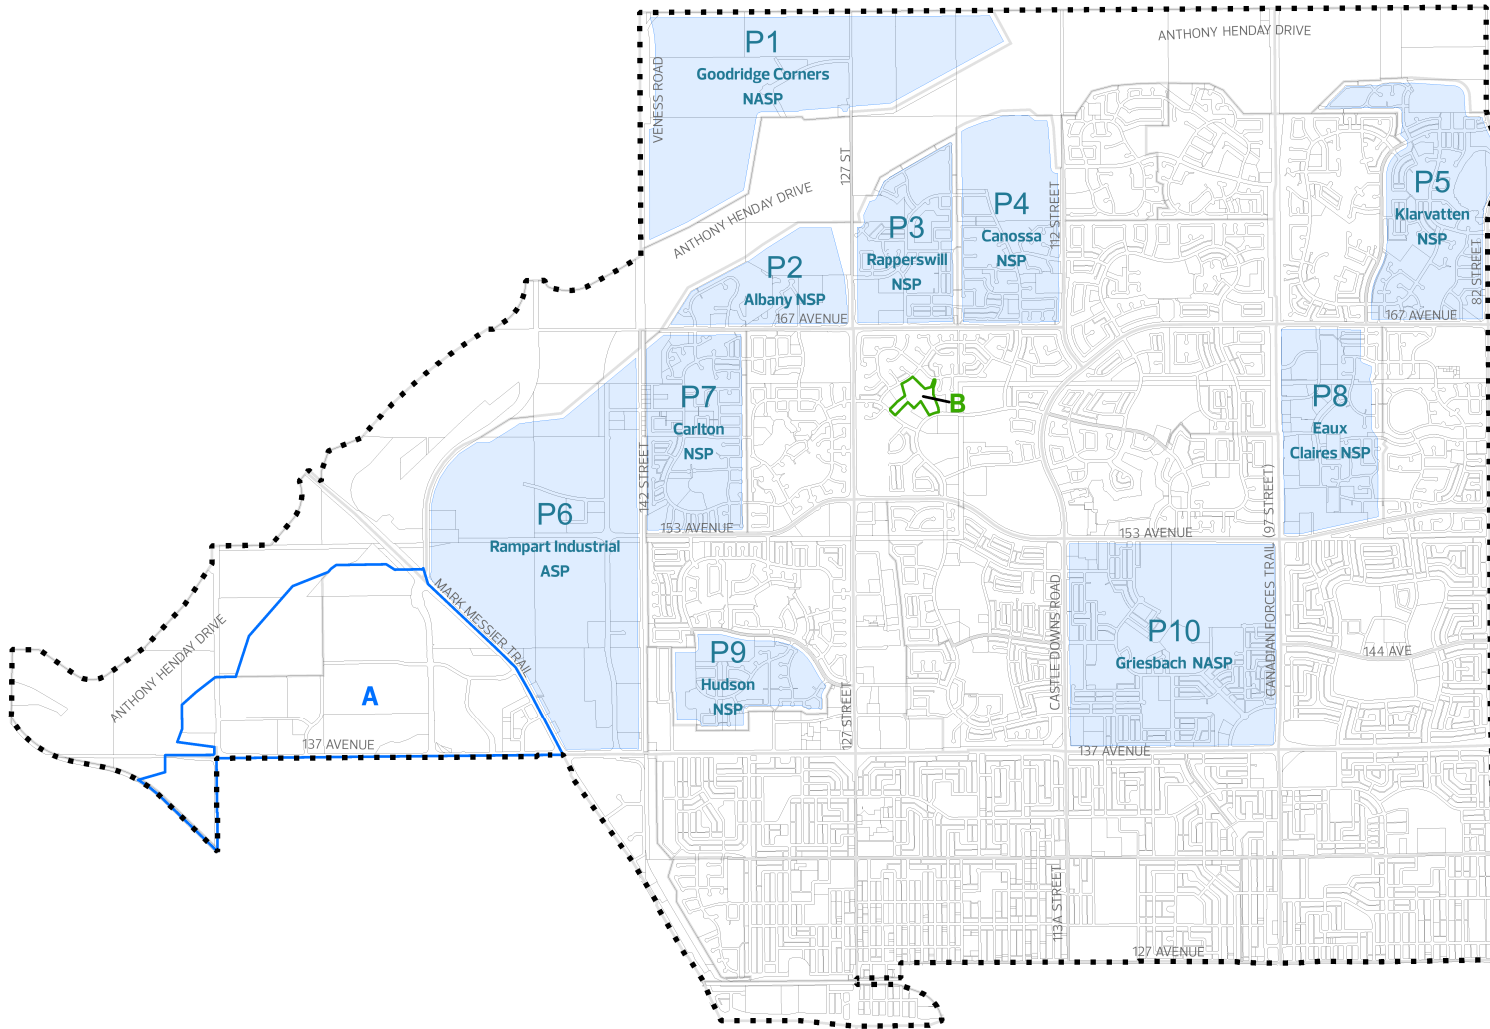 ANTHONY HENDAY DRIVE
P1
Goodridge Corners
NASP
VENESS ROAD
127 ST
ANTHONY HENDAY DRIVE
P2
Albany NSP
167 AVENUE
P3
Rapperswill
NSP
P4
Canossa
NSP
112 STREET
P5
Klarvatten
NSP
82 STREET
167 AVENUE
P7
Carlton
NSP
142 STREET
153 AVENUE
B
P8
Eaux
Claires NSP
153 AVENUE
CANADIAN FORCES TRAIL (97 STREET)
P6
Rampart Industrial
ASP
MARK MESSIER TRAIL
ANTHONY HENDAY DRIVE
A
137 AVENUE
P9
Hudson
NSP
127 STREET
CASTLE DOWNS ROAD
P10
Griesbach NASP
144 AVE
137 AVENUE
113A STREET
127 AVENUE